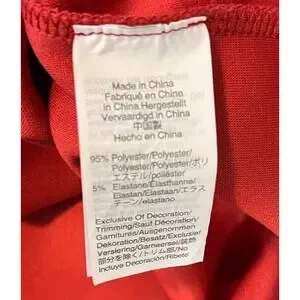 Made in China
Fabriqué en China
in China Hergestellt
Vervaardigd in China
中国製
Hecho en China
95% Polyester/Polyester/
Polyester/Polyester/ポリ
エステル/poliéster
5% Elastane/Élasthanne/
Elastan/Elastaan/エラス
テーン/elastano
Exclusive Of Decoration/
Trimming/Sauf Décoration/
Garnitures/Ausgenommen
Dekoration/Besatz/Exclusief
Versiering/Garneersel/装飾
部分を除く/トリム部/No
Incluye Decoración/Ribete